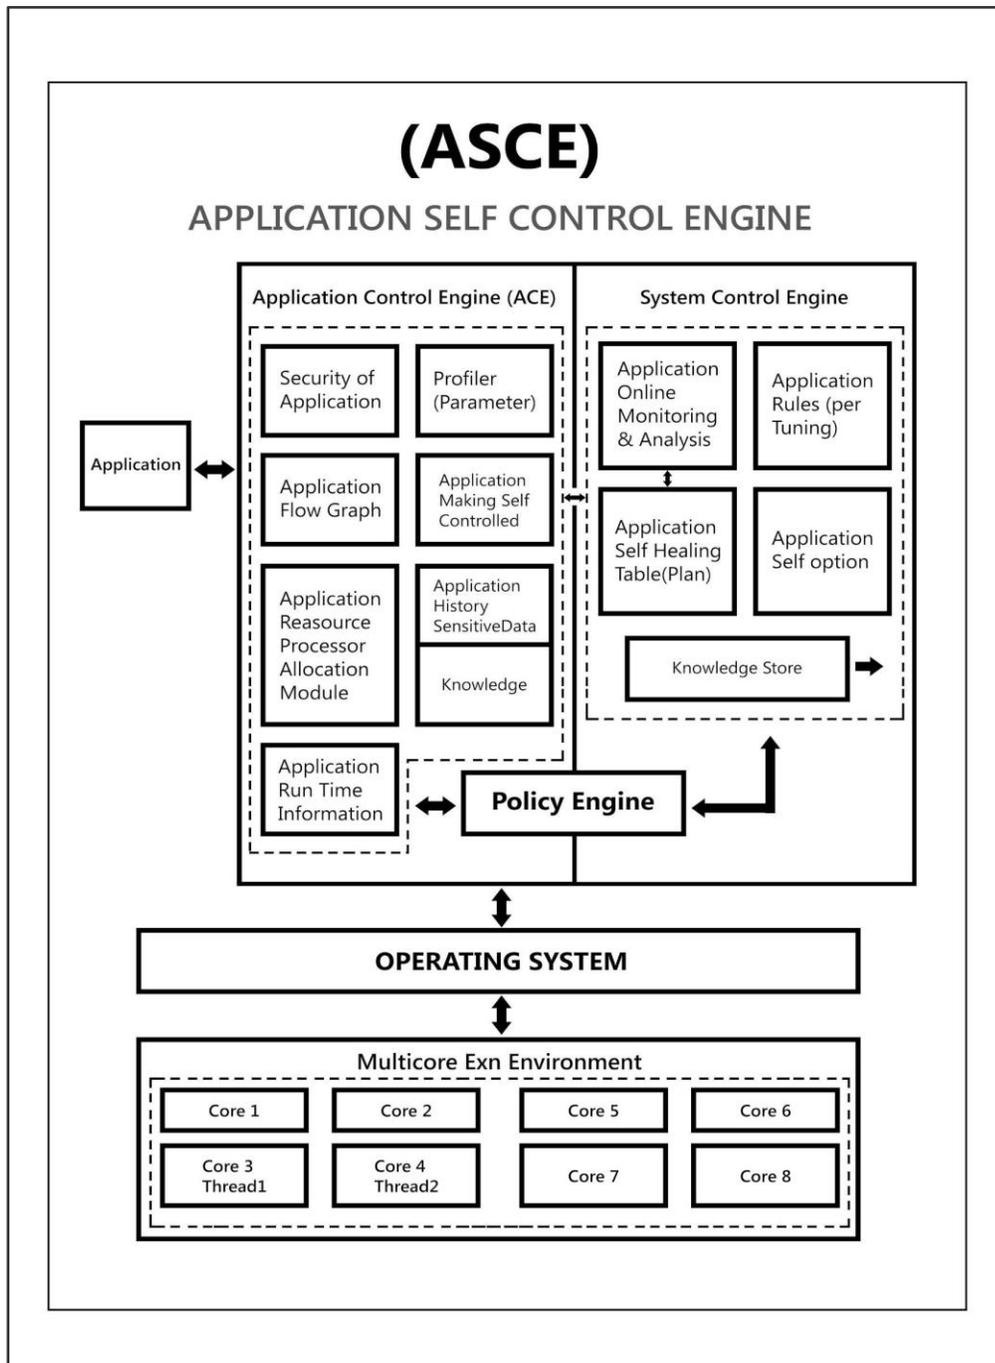 (ASCE)
APPLICATION SELF CONTROL ENGINE
Application Control Engine (ACE)
System Control Engine
Application
Security of
Application
Profiler
(Parameter)
Application
Flow Graph
Application
Making Self
Controlled
Application
Reasource
Processor
Allocation
Module
Application
History
SensitiveData
Knowledge
Application
Run Time
Information
Application
Online
Monitoring
& Analysis
Application
Rules (per
Tuning)
Application
Self Healing
Table(Plan)
Application
Self option
Knowledge Store
Policy Engine
OPERATING SYSTEM
Multicore Exn Environment
Core 1
Core 2
Core 5
Core 6
Core 3
Thread1
Core 4
Thread2
Core 7
Core 8